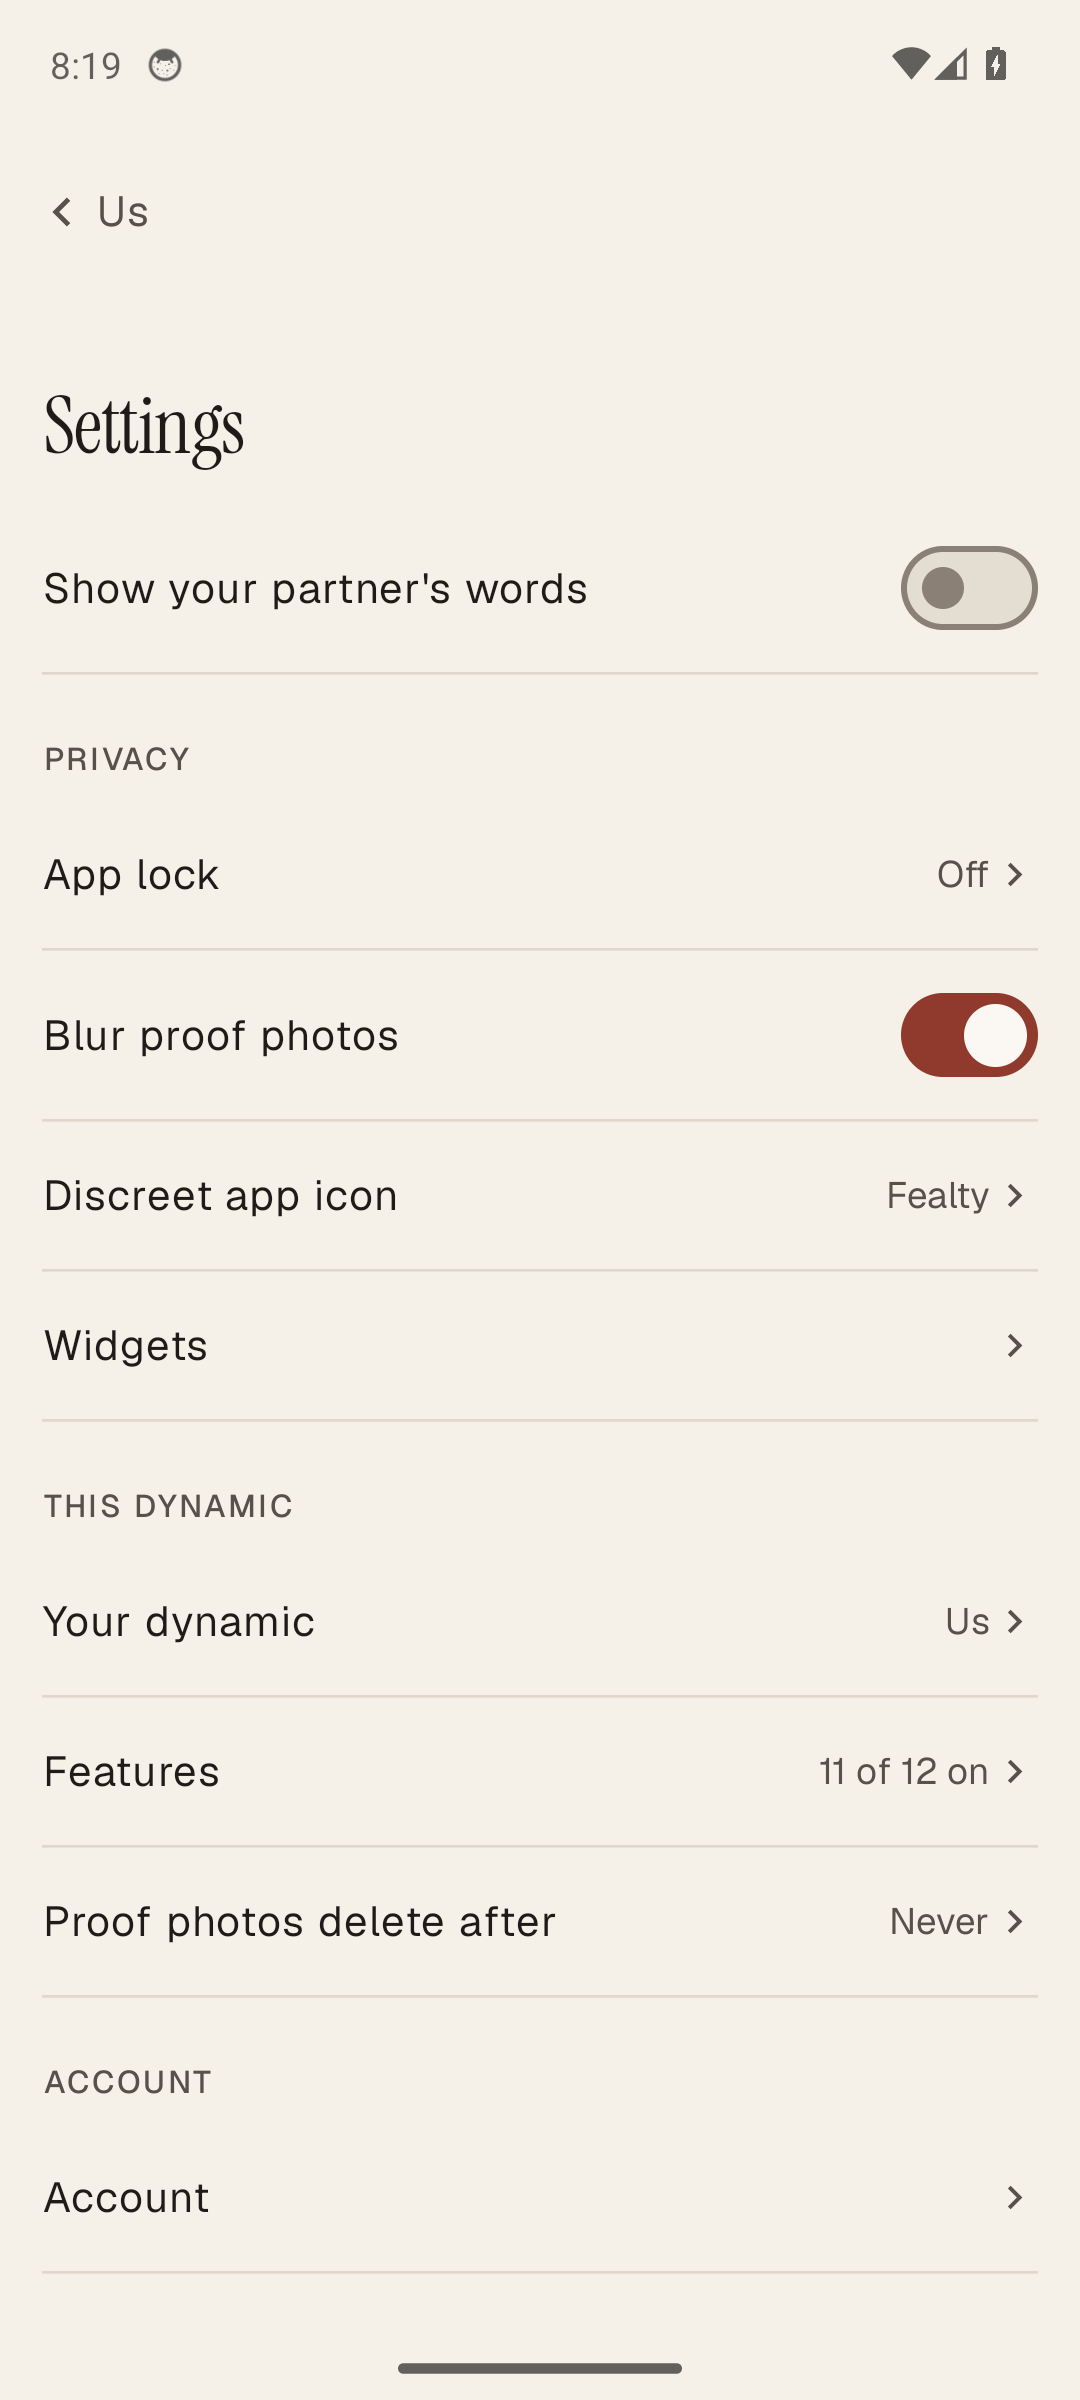 8:19
Us
Settings
Show your partner's words
PRIVACY
App lock
Off
Blur proof photos
Discreet app icon
Fealty
Widgets
THIS DYNAMIC
Your dynamic
Us
Features
11 of 12 on
Proof photos delete after
Never
ACCOUNT
Account